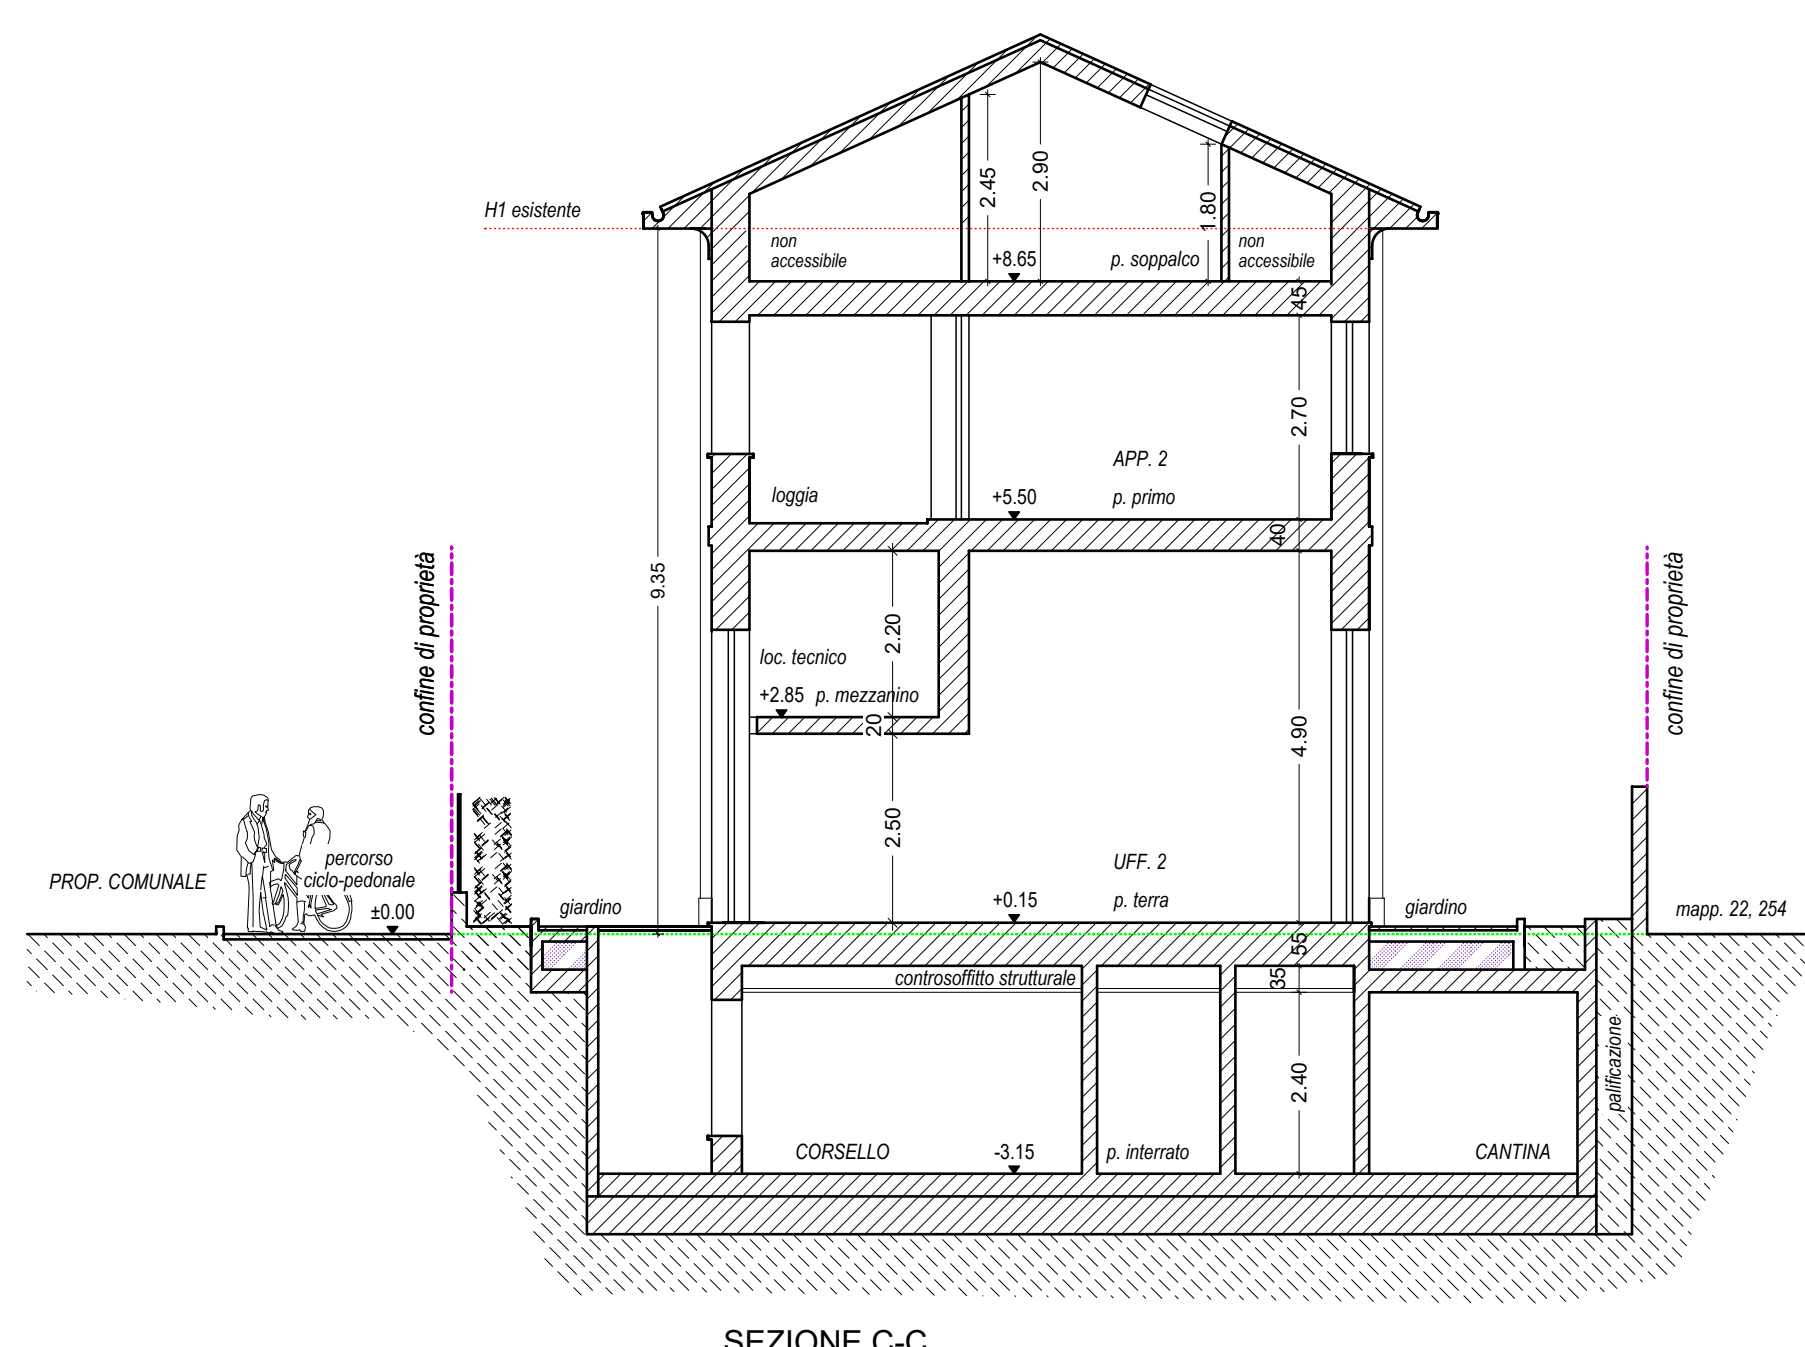 H1 esistente
non
accessibile
2.45
2.90
+8.65
p. soppalco
1.80
non
accessibile
45
2.70
APP. 2
loggia
+5.50
p. primo
40
confine di proprietà
9.35
2.20
loc. tecnico
+2.85 p. mezzanino
20
4.90
confine di proprietà
2.50
PROP. COMUNALE
percorso
ciclo-pedonale
±0.00
giardino
UFF. 2
+0.15
p. terra
giardino
mapp. 22, 254
55
controsoffitto strutturale
35
palificazione
2.40
CORSELLO
-3.15
p. interrato
CANTINA
SEZIONE C-C